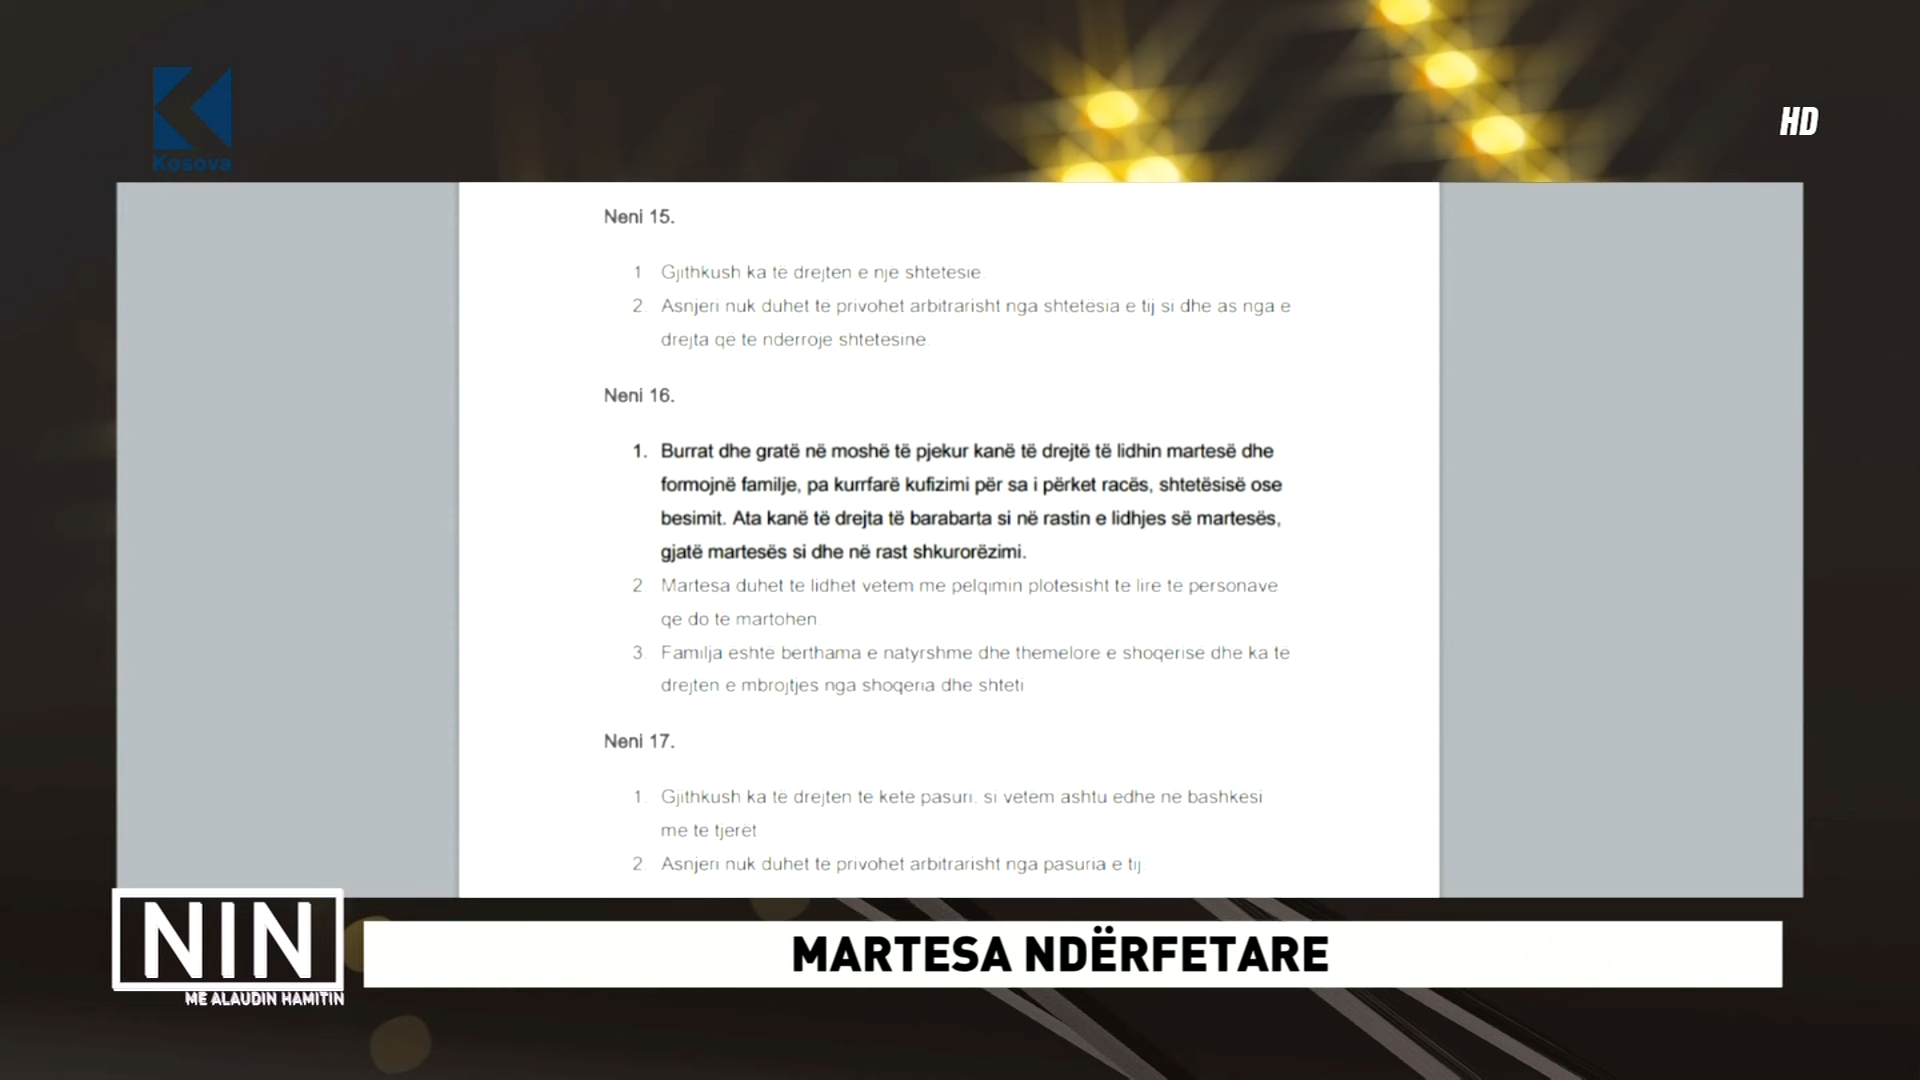 Kosova
HD
Neni 15.
1 Gjithkush ka të drejten e nje shtetesie.
2. Asnjeri nuk duhet te privohet arbitrarisht nga shtetesia e tij si dhe as nga e
drejta që te nderroje shtetesine.
Neni 16.
1. Burrat dhe gratë në moshë të pjekur kanë të drejtë të lidhin martesë dhe
formojnë familje, pa kurrfarë kufizimi për sa i përket racës, shtetësisë ose
besimit. Ata kanë të drejta të barabarta si në rastin e lidhjes së martesës,
gjatë martesës si dhe në rast shkurorëzimi.
2. Martesa duhet te lidhet vetem me pelqimin plotesisht te lire te personave
qe do te martohen.
3. Familja eshte berthama e natyrshme dhe themelore e shoqerise dhe ka te
drejten e mbrojtjes nga shoqeria dhe shteti
Neni 17.
1. Gjithkush ka të drejten te kete pasuri, si vetem ashtu edhe ne bashkesi
me te tjerët
2 Asnjeri nuk duhet te privohet arbitrarisht nga pasuria e tij
NIN
ME ALAUDIN HAMITIN
MARTESA NDËRFETARE